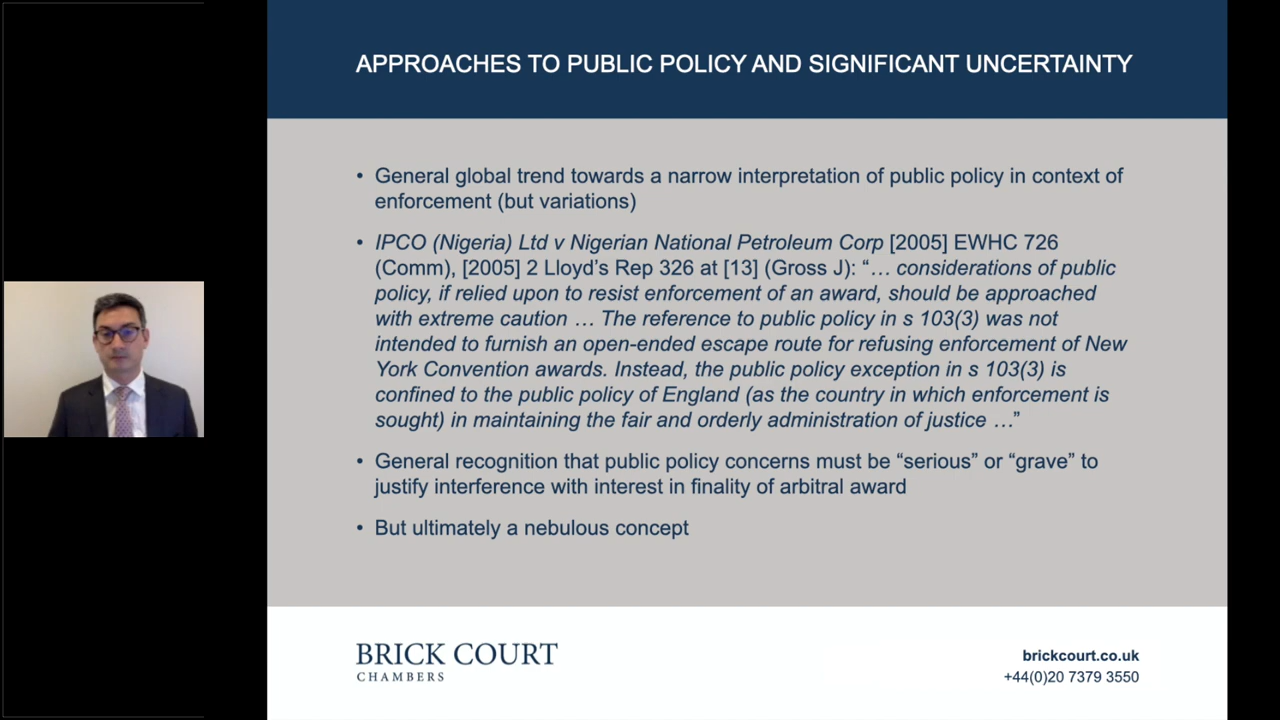 APPROACHES TO PUBLIC POLICY AND SIGNIFICANT UNCERTAINTY
• General global trend towards a narrow interpretation of public policy in context of
enforcement (but variations)
• IPCO (Nigeria) Ltd v Nigerian National Petroleum Corp [2005] EWHC 726
(Comm), [2005] 2 Lloyd’s Rep 326 at [13] (Gross J): “… considerations of public
policy, if relied upon to resist enforcement of an award, should be approached
with extreme caution … The reference to public policy in s 103(3) was not
intended to furnish an open-ended escape route for refusing enforcement of New
York Convention awards. Instead, the public policy exception in s 103(3) is
confined to the public policy of England (as the country in which enforcement is
sought) in maintaining the fair and orderly administration of justice …”
• General recognition that public policy concerns must be “serious” or “grave” to
justify interference with interest in finality of arbitral award
• But ultimately a nebulous concept
BRICK COURT
CHAMBERS
brickcourt.co.uk
+44(0)20 7379 3550